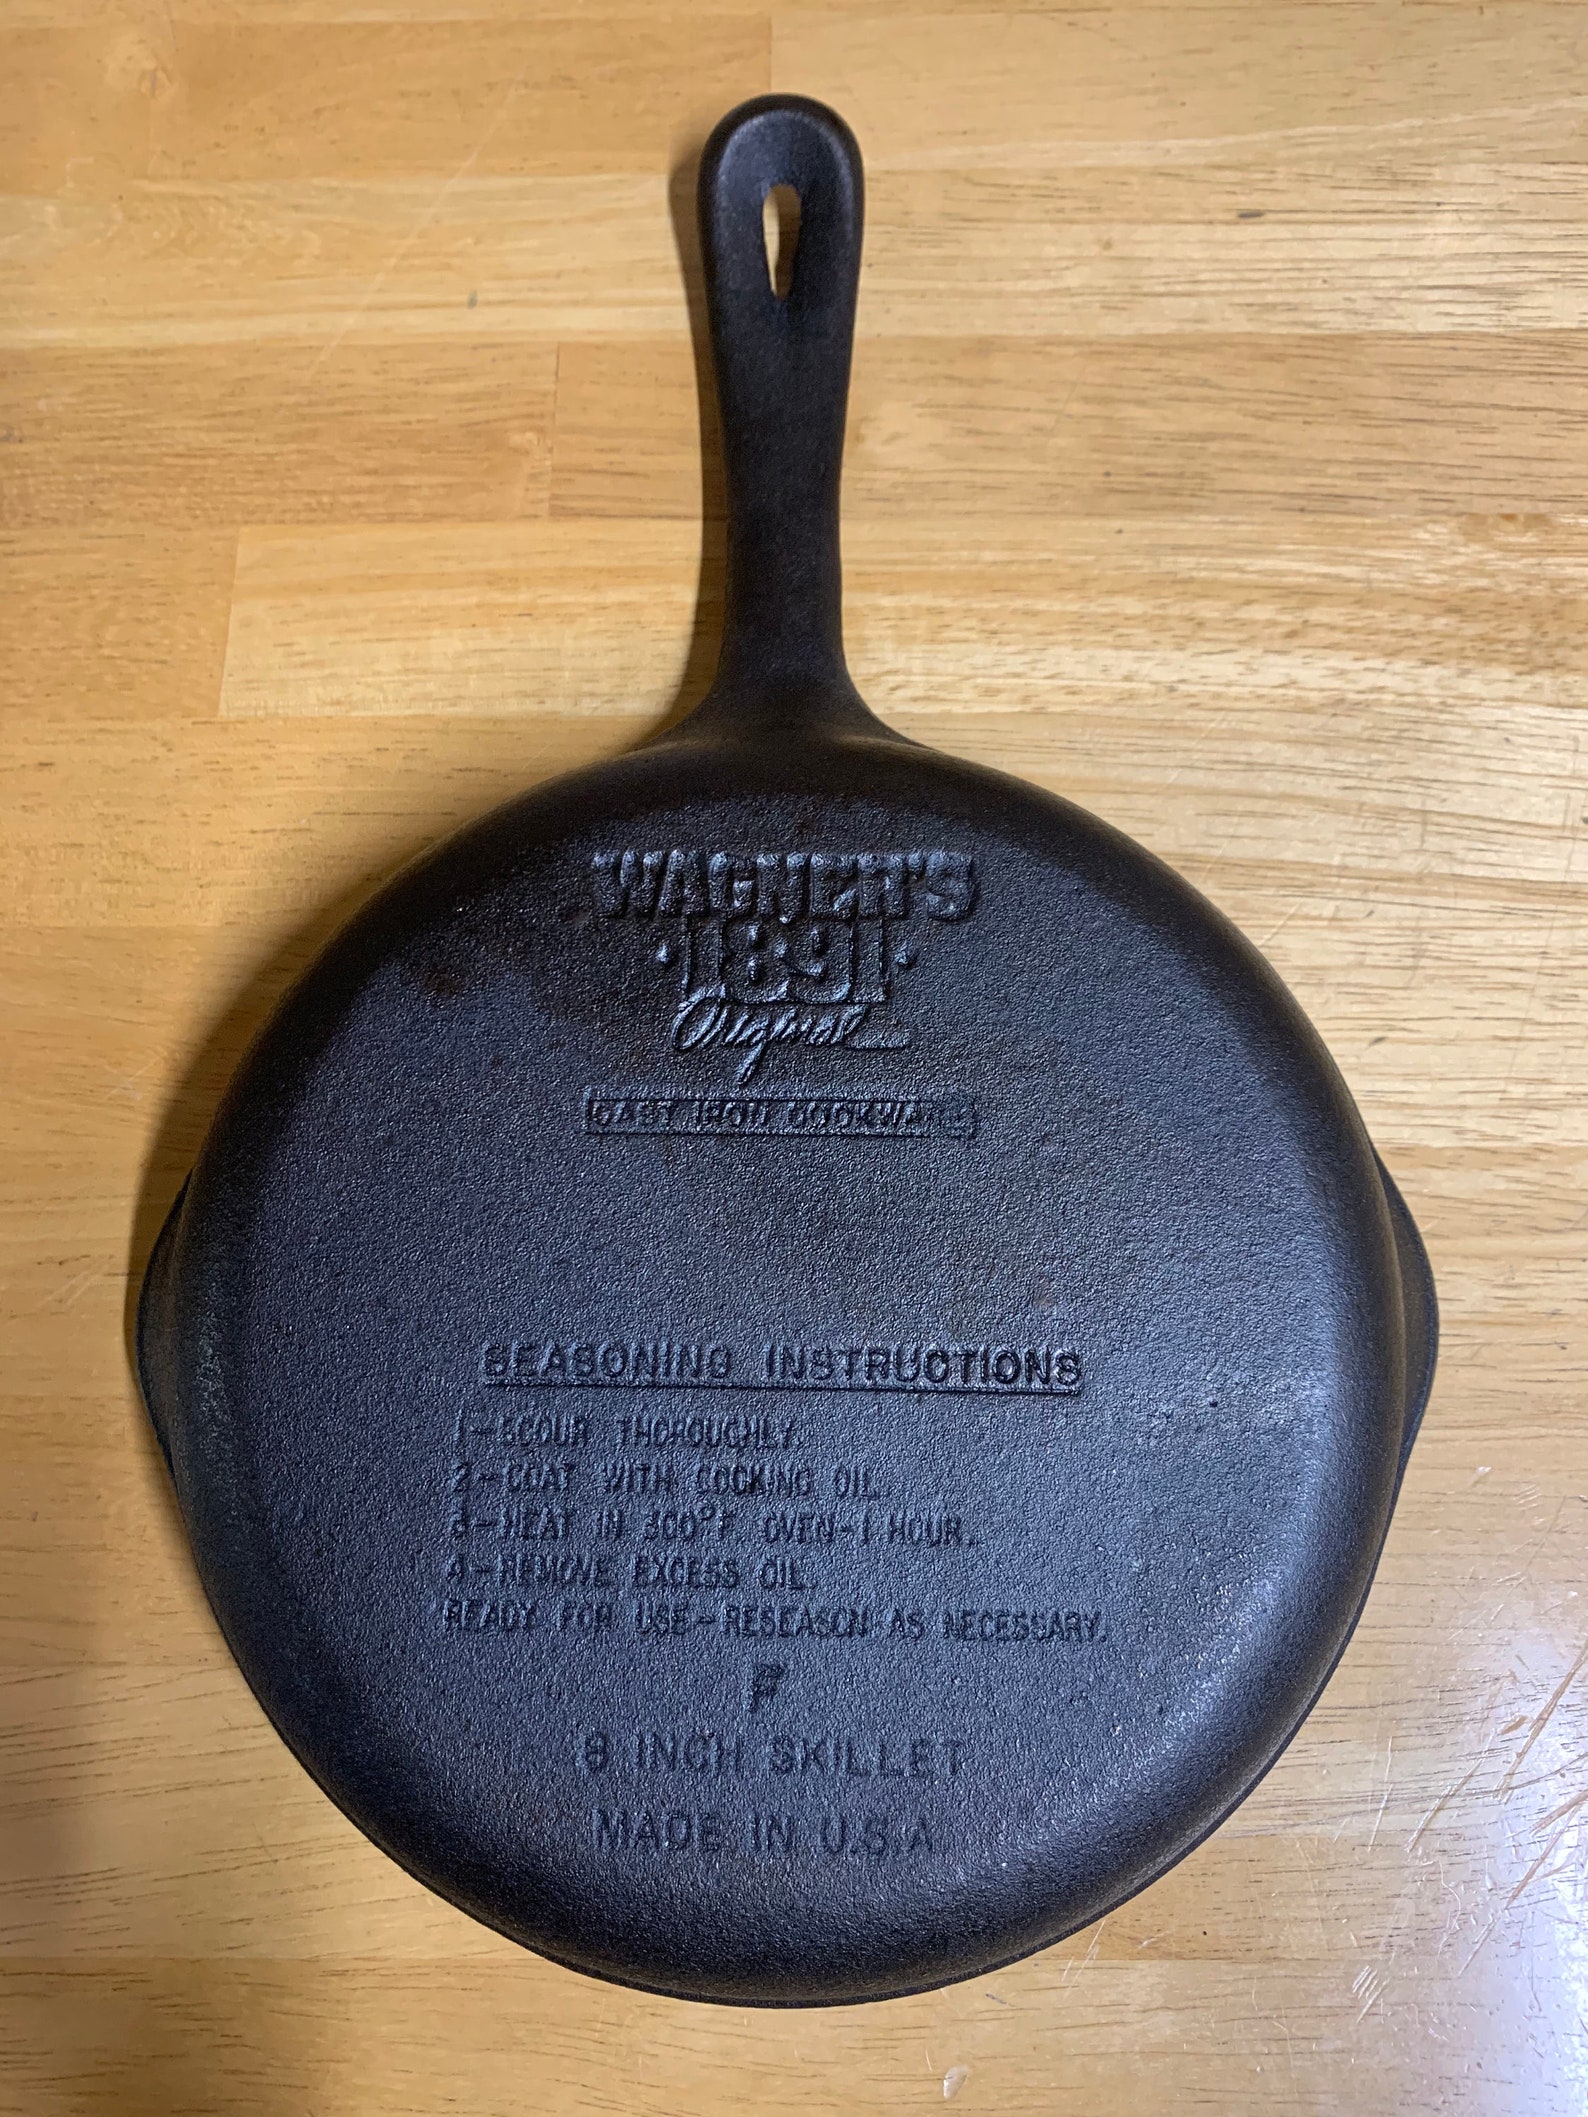 WAGNER'S
·1891·
Original
CAST IRON COOKWARE
SEASONING INSTRUCTIONS
1-SCOUR THOROUGHLY.
2-COAT WITH COOKING OIL.
3-HEAT IN 300°F OVEN-1 HOUR.
4-REMOVE EXCESS OIL.
READY FOR USE-RESEASON AS NECESSARY.
F
8 INCH SKILLET
MADE IN U.S.A